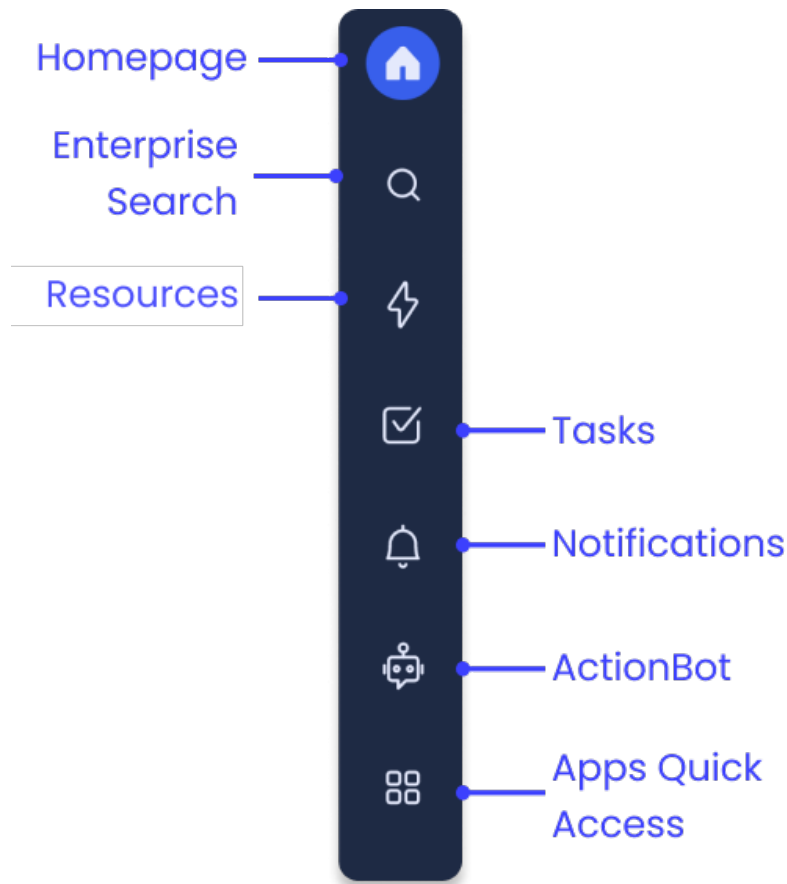 Homepage
Enterprise
Search
Resources
Tasks
Notifications
ActionBot
Apps Quick
Access